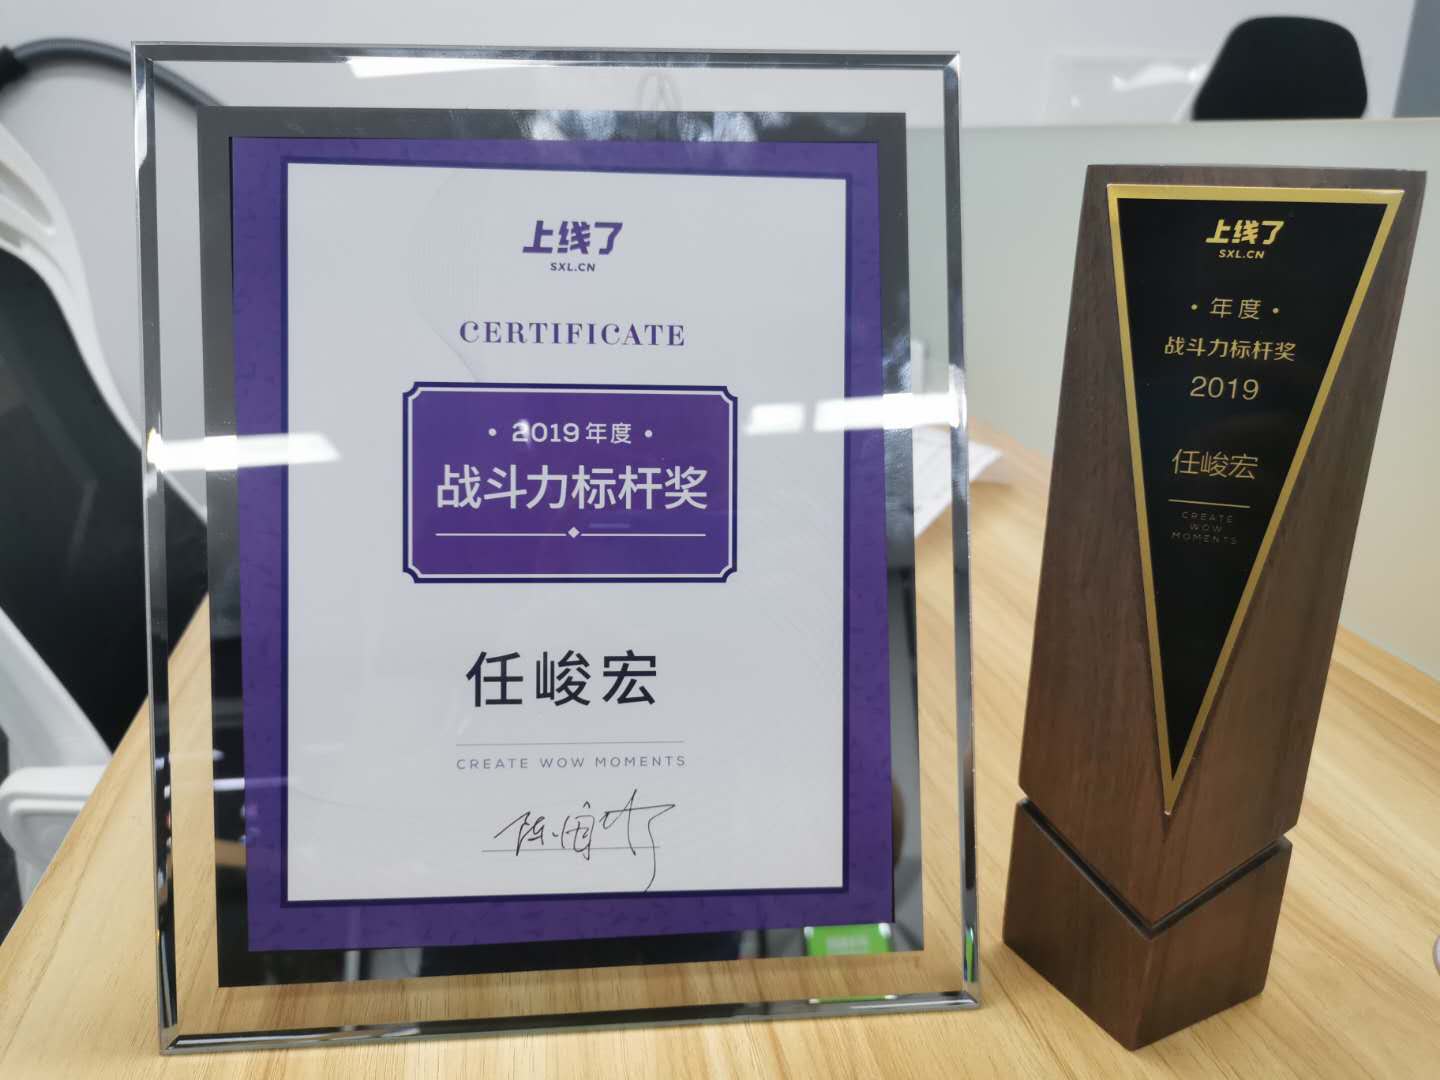 上线了
SXL.CN
CERTIFICATE
• 2019年度 •
战斗力标杆奖
任峻宏
CREATE WOW MOMENTS
上线了
SXL.CN
• 年度 •
战斗力标杆奖
2019
任峻宏
CREATE
WOW
MOMENTS